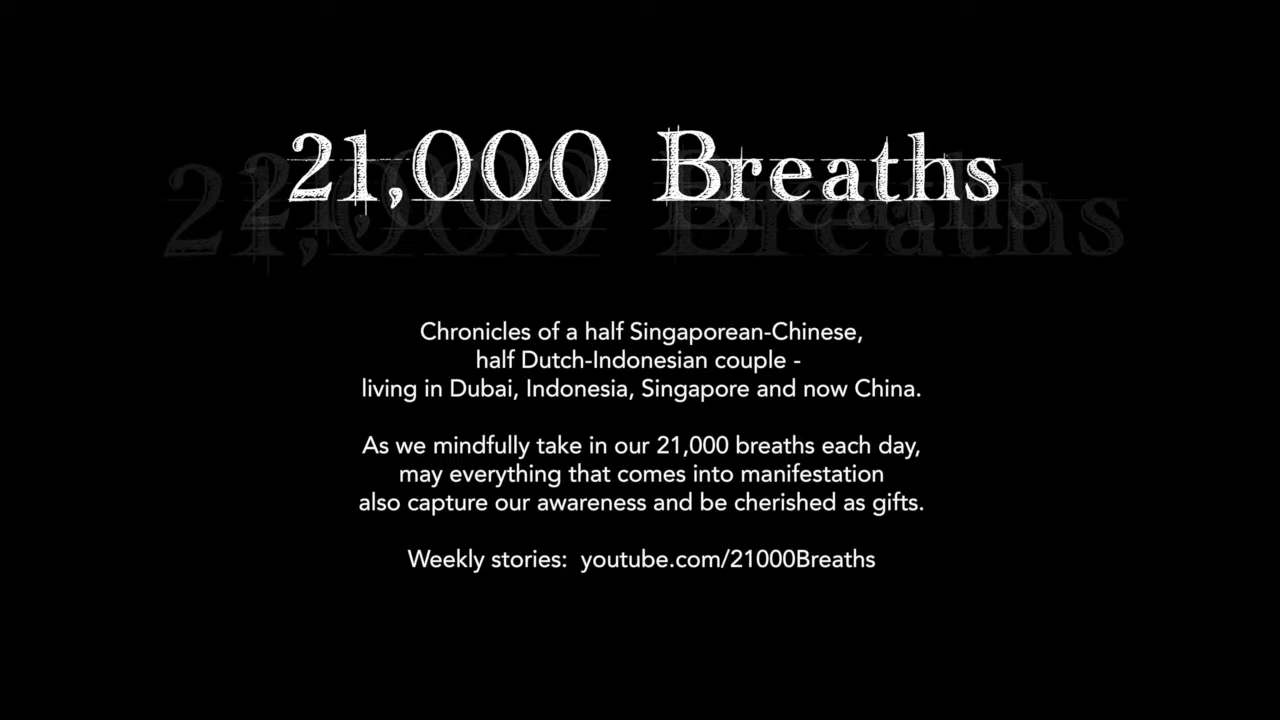 21,000 Breaths
Chronicles of a half Singaporean-Chinese,
half Dutch-Indonesian couple -
living in Dubai, Indonesia, Singapore and now China.
As we mindfully take in our 21,000 breaths each day,
may everything that comes into manifestation
also capture our awareness and be cherished as gifts.
Weekly stories: youtube.com/21000Breaths